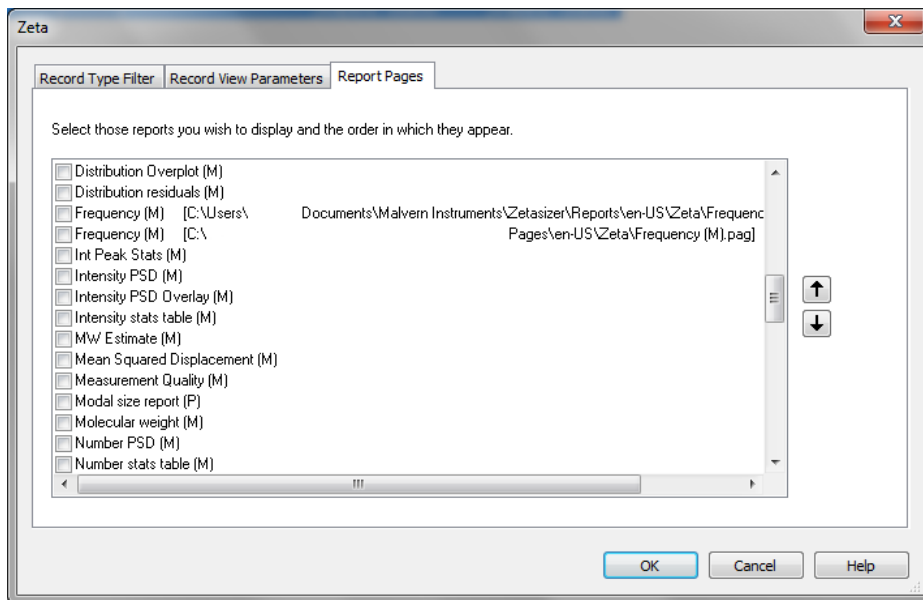 Zeta
Record Type Filter Record View Parameters Report Pages
Select those reports you wish to display and the order in which they appear.
Distribution Overplot (M)
Distribution residuals (M)
Frequency (M) [C:\Users\ Documents\Malvern Instruments\Zetasizer\Reports\en-US\Zeta\Frequenc
Frequency (M) [C:\ Pages\en-US\Zeta\Frequency (M).pag]
Int Peak Stats (M)
Intensity PSD (M)
Intensity PSD Overlay (M)
Intensity stats table (M)
MW Estimate (M)
Mean Squared Displacement (M)
Measurement Quality (M)
Modal size report (P)
Molecular weight (M)
Number PSD (M)
Number stats table (M)
OK Cancel Help